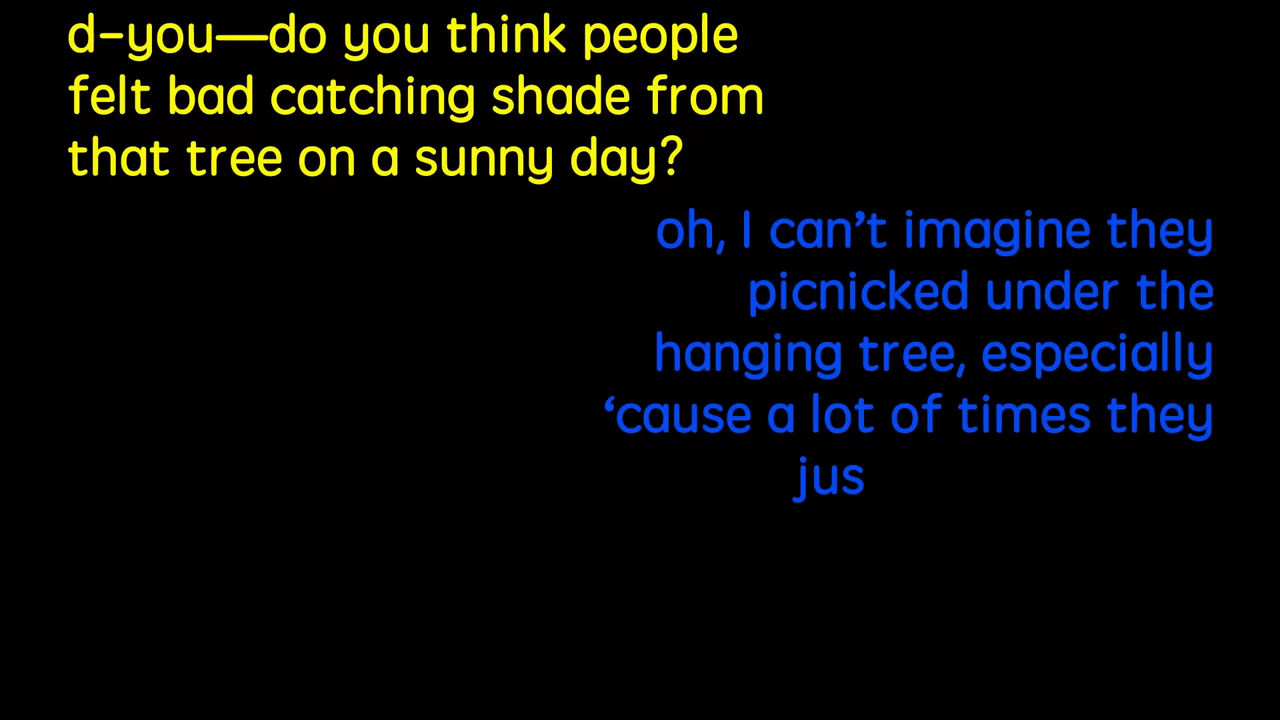 d-you—do you think people
felt bad catching shade from
that tree on a sunny day?
oh, I can’t imagine they
picnicked under the
hanging tree, especially
‘cause a lot of times they
jus